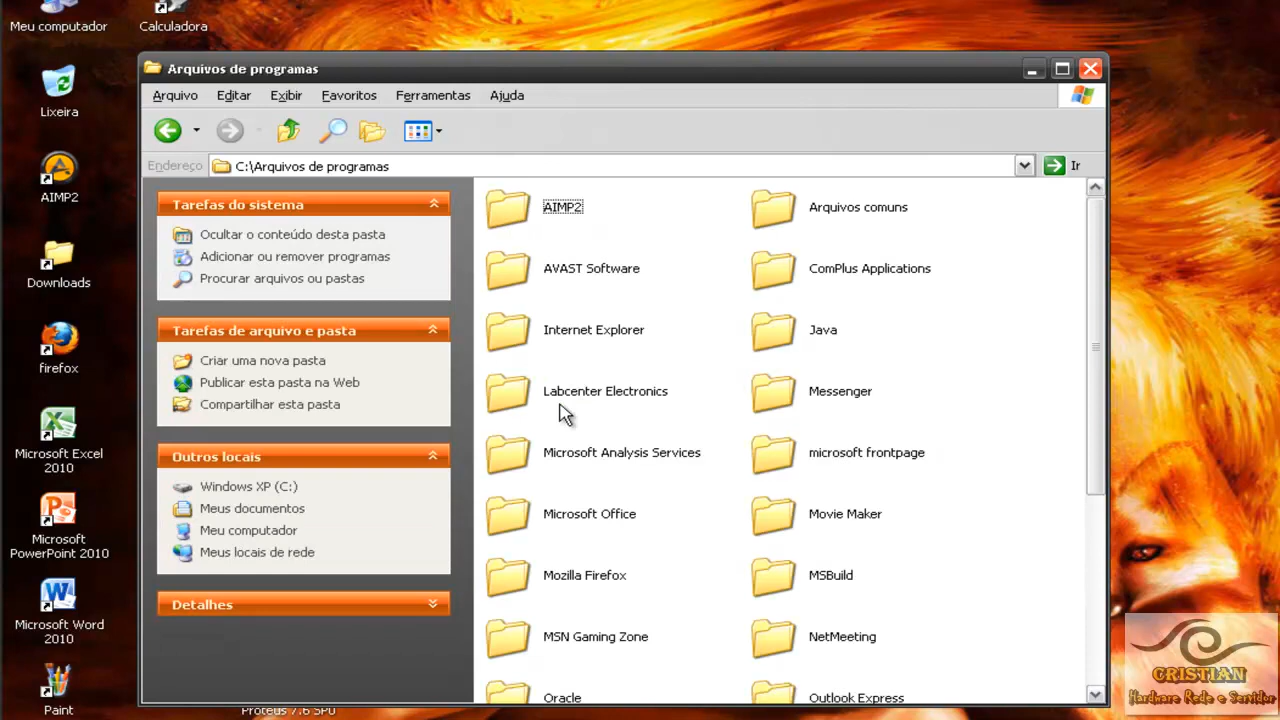 Meu computador
Calculadora
Lixeira
AIMP2
Downloads
firefox
Microsoft Excel
2010
Microsoft
PowerPoint 2010
Microsoft Word
2010
Paint
Proteus 7.6 SP0
Arquivos de programas
Arquivo Editar Exibir Favoritos Ferramentas Ajuda
Endereço C:\Arquivos de programas Ir
Tarefas do sistema
Ocultar o conteúdo desta pasta
Adicionar ou remover programas
Procurar arquivos ou pastas
Tarefas de arquivo e pasta
Criar uma nova pasta
Publicar esta pasta na Web
Compartilhar esta pasta
Outros locais
Windows XP (C:)
Meus documentos
Meu computador
Meus locais de rede
Detalhes
AIMP2 Arquivos comuns
AVAST Software ComPlus Applications
Internet Explorer Java
Labcenter Electronics Messenger
Microsoft Analysis Services microsoft frontpage
Microsoft Office Movie Maker
Mozilla Firefox MSBuild
MSN Gaming Zone NetMeeting
Oracle Outlook Express
CRISTIAN
Hardware Rede e Servidor